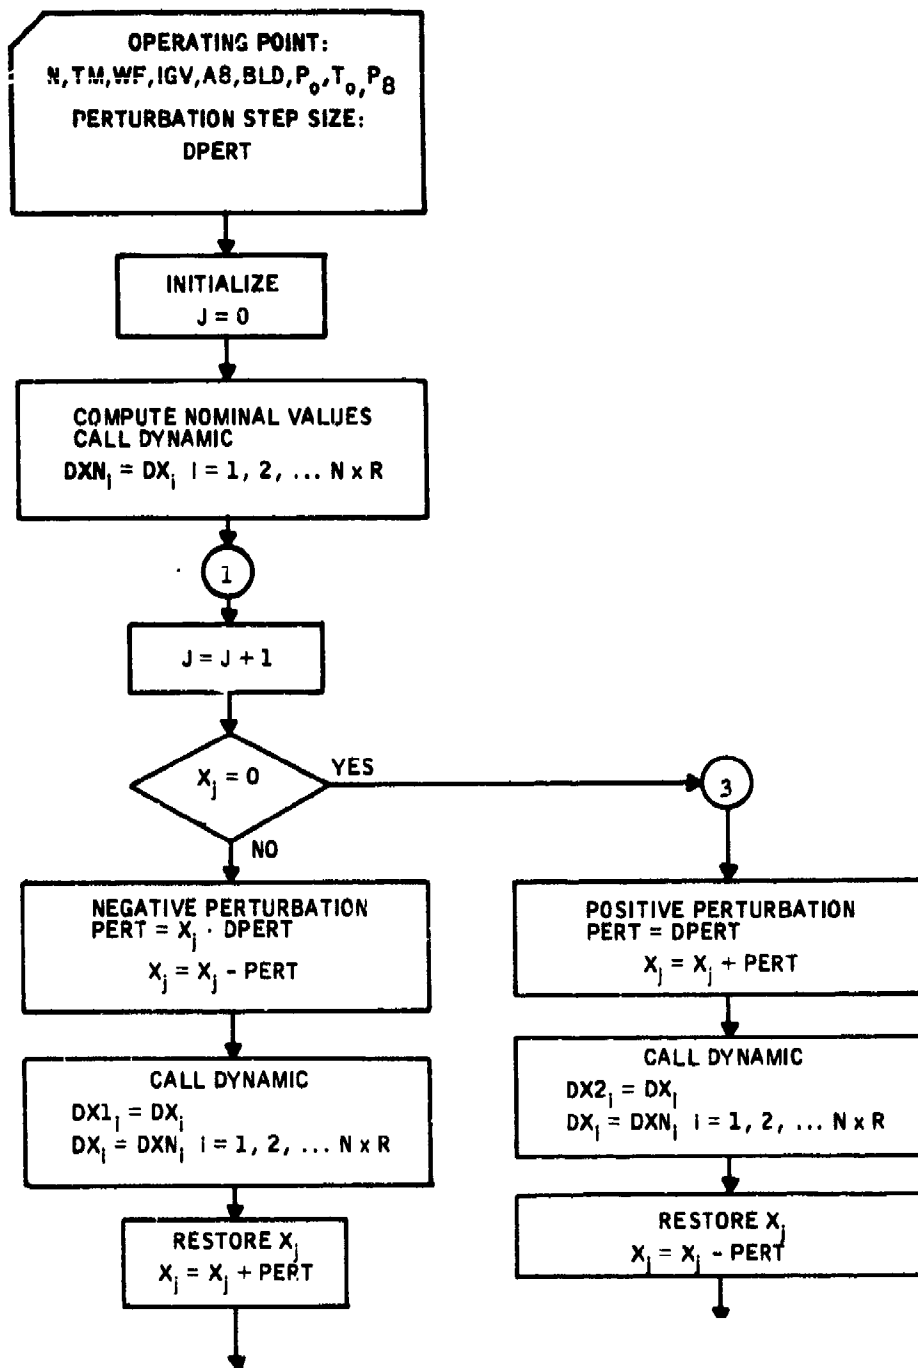 OPERATING POINT:
N,TM,WF,IGV,A8,BLD,P₀,T₀,P₈
PERTURBATION STEP SIZE:
DPERT
INITIALIZE
J = 0
COMPUTE NOMINAL VALUES
CALL DYNAMIC
DXNᵢ = DXᵢ I = 1, 2, ... N x R
1
J = J + 1
Xⱼ = 0
YES
3
NO
NEGATIVE PERTURBATION
PERT = Xⱼ · DPERT
Xⱼ = Xⱼ - PERT
CALL DYNAMIC
DX1ᵢ = DXᵢ
DXᵢ = DXNᵢ i = 1, 2, ... N x R
RESTORE Xⱼ
Xⱼ = Xⱼ + PERT
POSITIVE PERTURBATION
PERT = DPERT
Xⱼ = Xⱼ + PERT
CALL DYNAMIC
DX2ᵢ = DXᵢ
DXᵢ = DXNᵢ i = 1, 2, ... N x R
RESTORE Xⱼ
Xⱼ = Xⱼ - PERT